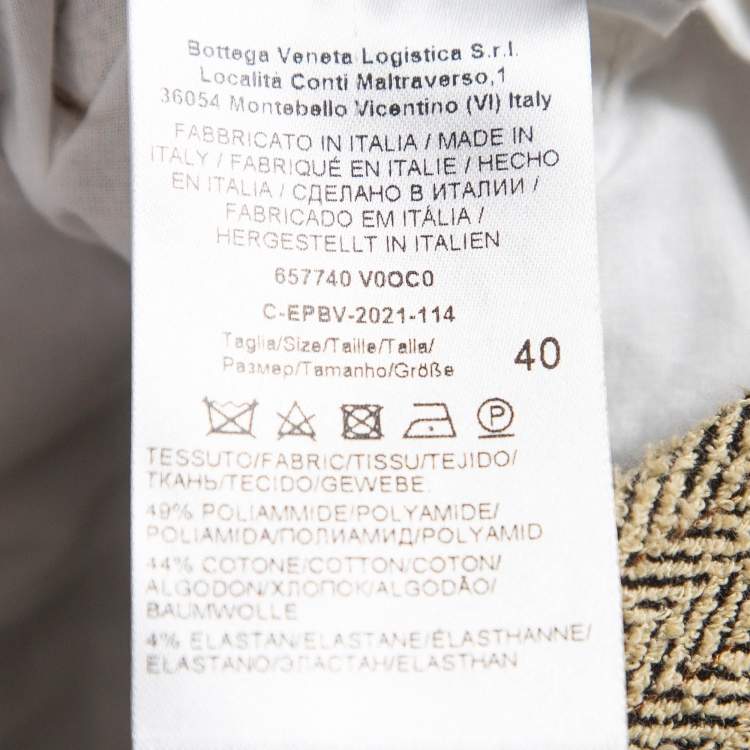 Bottega Veneta Logistica S.r.l.
Località Conti Maltraverso,1
36054 Montebello Vicentino (VI) Italy
FABBRICATO IN ITALIA / MADE IN
ITALY / FABRIQUÉ EN ITALIE / HECHO
EN ITALIA / СДЕЛАНО В ИТАЛИИ /
FABRICADO EM ITÁLIA /
HERGESTELLT IN ITALIEN
657740 V0OC0
C-EPBV-2021-114
Taglia/Size/Taille/Talla/
Размер/Tamanho/Größe
40
P
TESSUTO/FABRIC/TISSU/TEJIDO/
ТКАНЬ/TECIDO/GEWEBE
49% POLIAMMIDE/POLYAMIDE/
POLIAMIDA/ПОЛИАМИД/POLYAMID
44% COTONE/COTTON/COTON/
ALGODON/ХЛОПОК/ALGODÃO/
BAUMWOLLE
4% ELASTAN/ELASTANE/ÉLASTHANNE/
ELASTANO/ЭЛАСТАН/ELASTHAN